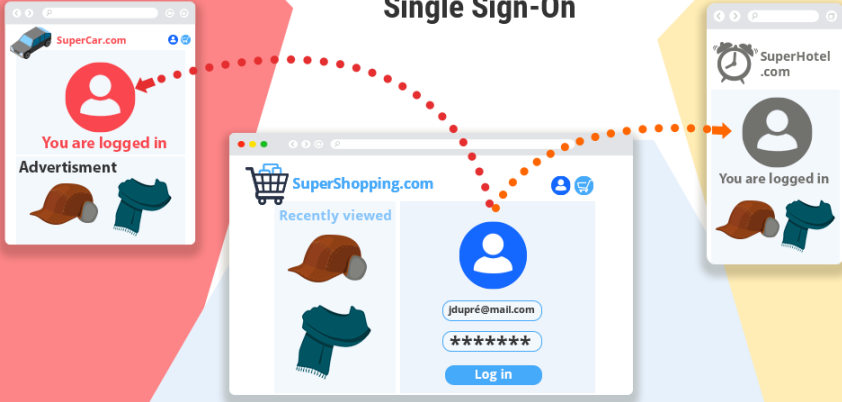 Single Sign-On
SuperCar.com
You are logged in
Advertisment
SuperShopping.com
Recently viewed
jdupré@mail.com
*******
Log in
SuperHotel
.com
You are logged in